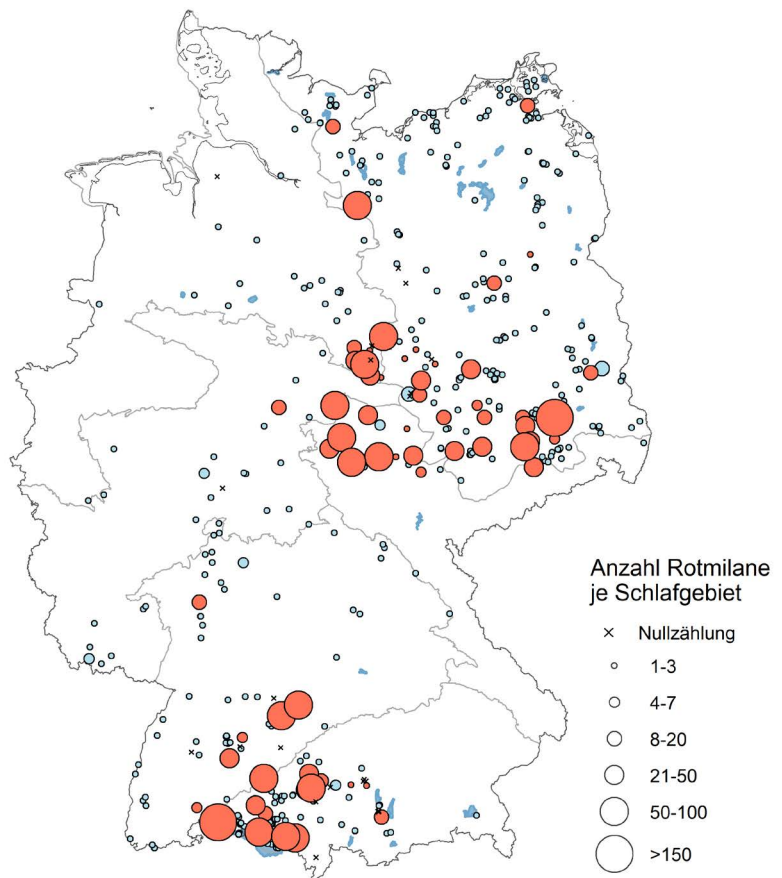 Anzahl Rotmilane
je Schlafgebiet
Nullzählung
1-3
4-7
8-20
21-50
50-100
>150